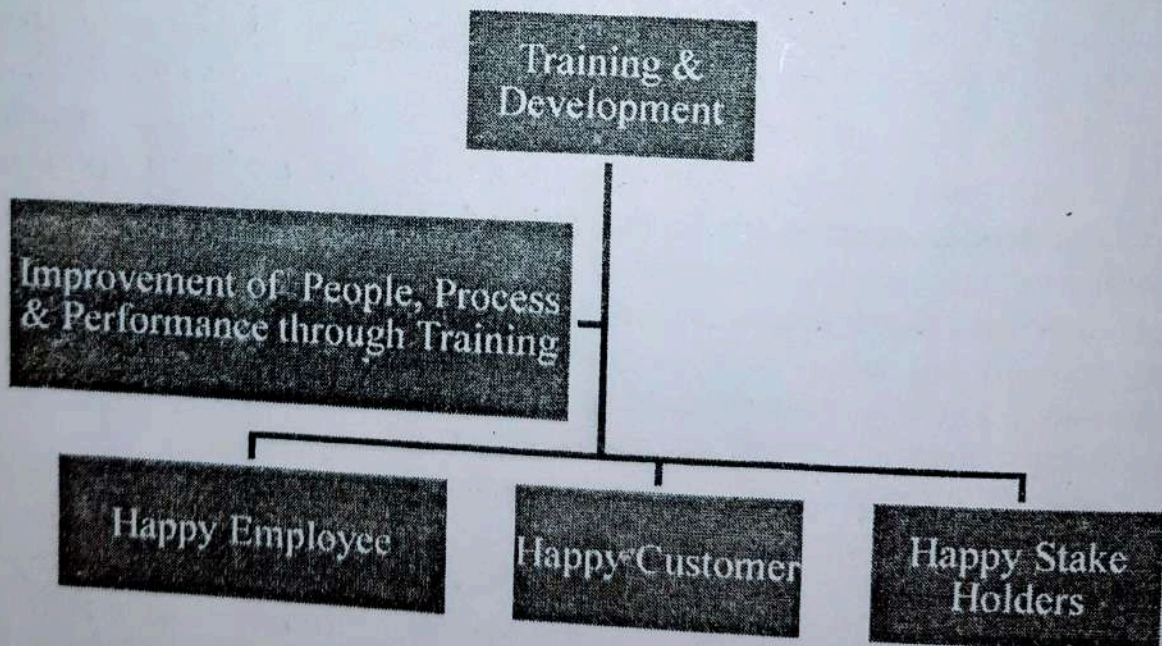 Training &
Development
Improvement of People, Process
& Performance through Training
Happy Employee
Happy Customer
Happy Stake
Holders